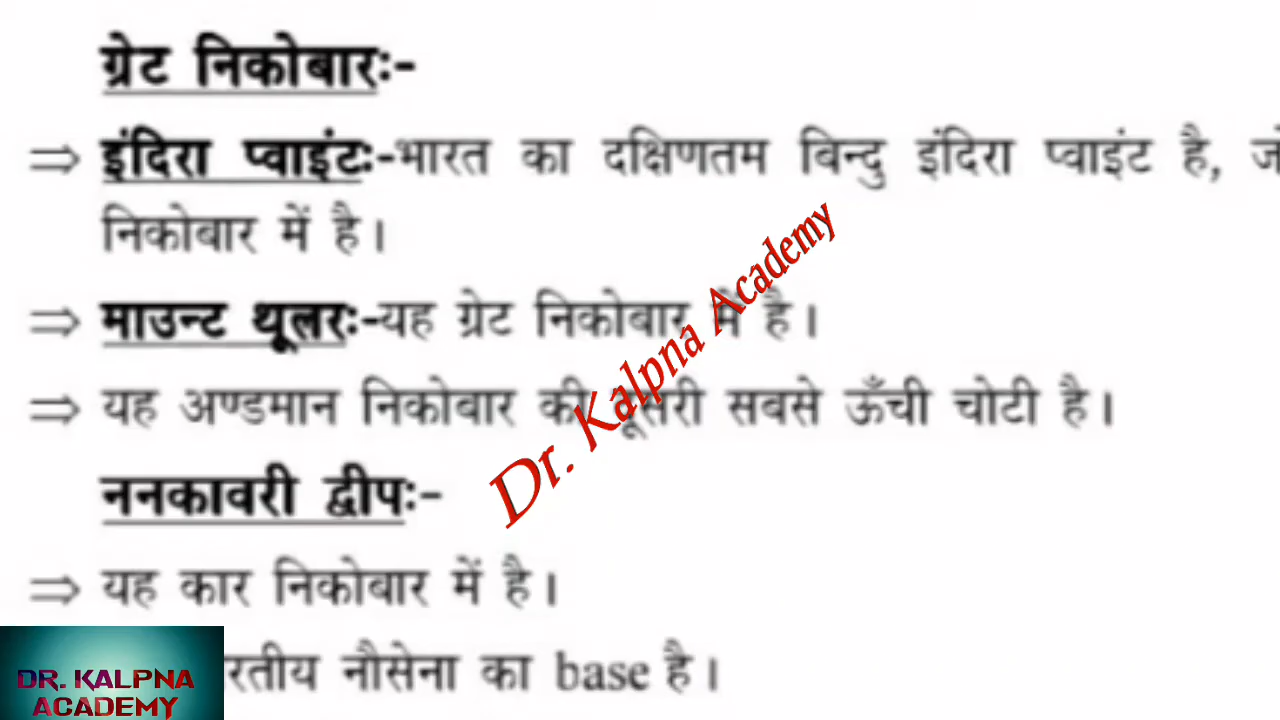 ग्रेट निकोबारः-
⇒ इंदिरा प्वाइंटः-भारत का दक्षिणतम बिन्दु इंदिरा प्वाइंट है,
निकोबार में है।
⇒ माउन्ट थूलरः-यह ग्रेट निकोबार में है।
⇒ यह अण्डमान निकोबार की दूसरी सबसे ऊँची चोटी है।
ननकावरी द्वीपः-
⇒ यह कार निकोबार में है।
नौसेना का base है।
Dr. Kalpna Academy
DR. KALPNA
ACADEMY